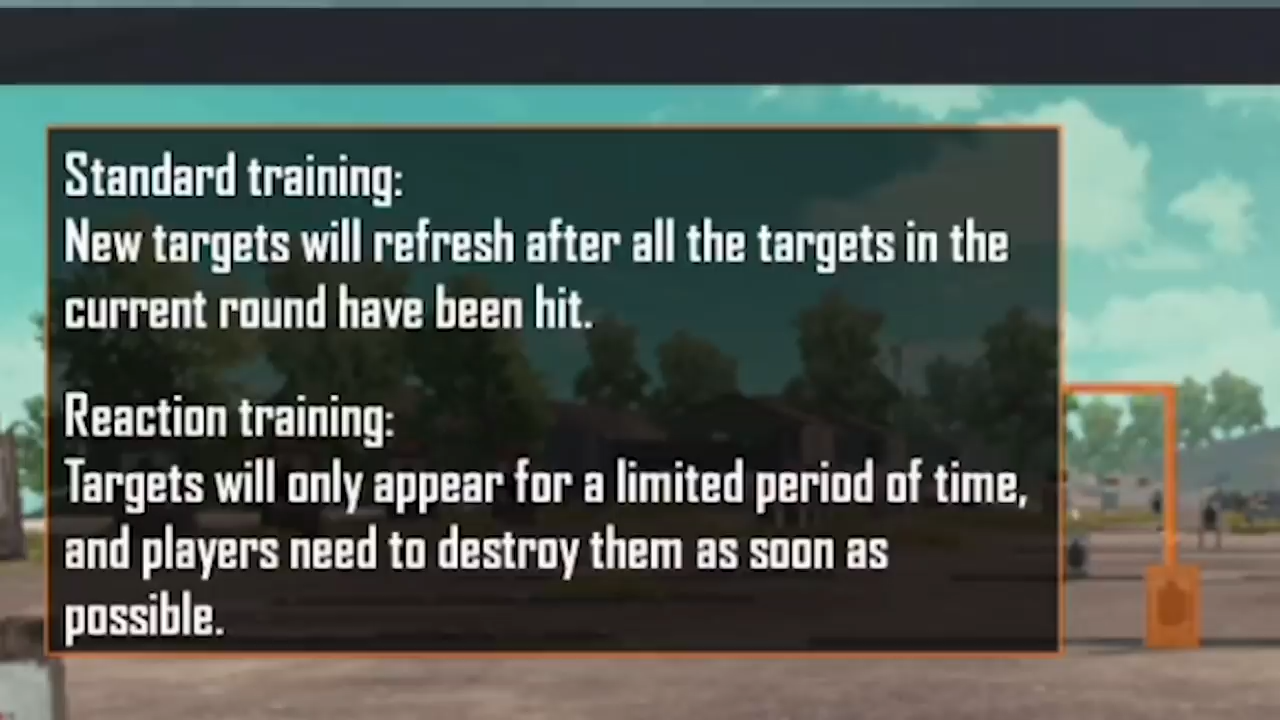 Standard training:
New targets will refresh after all the targets in the
current round have been hit.
Reaction training:
Targets will only appear for a limited period of time,
and players need to destroy them as soon as
possible.